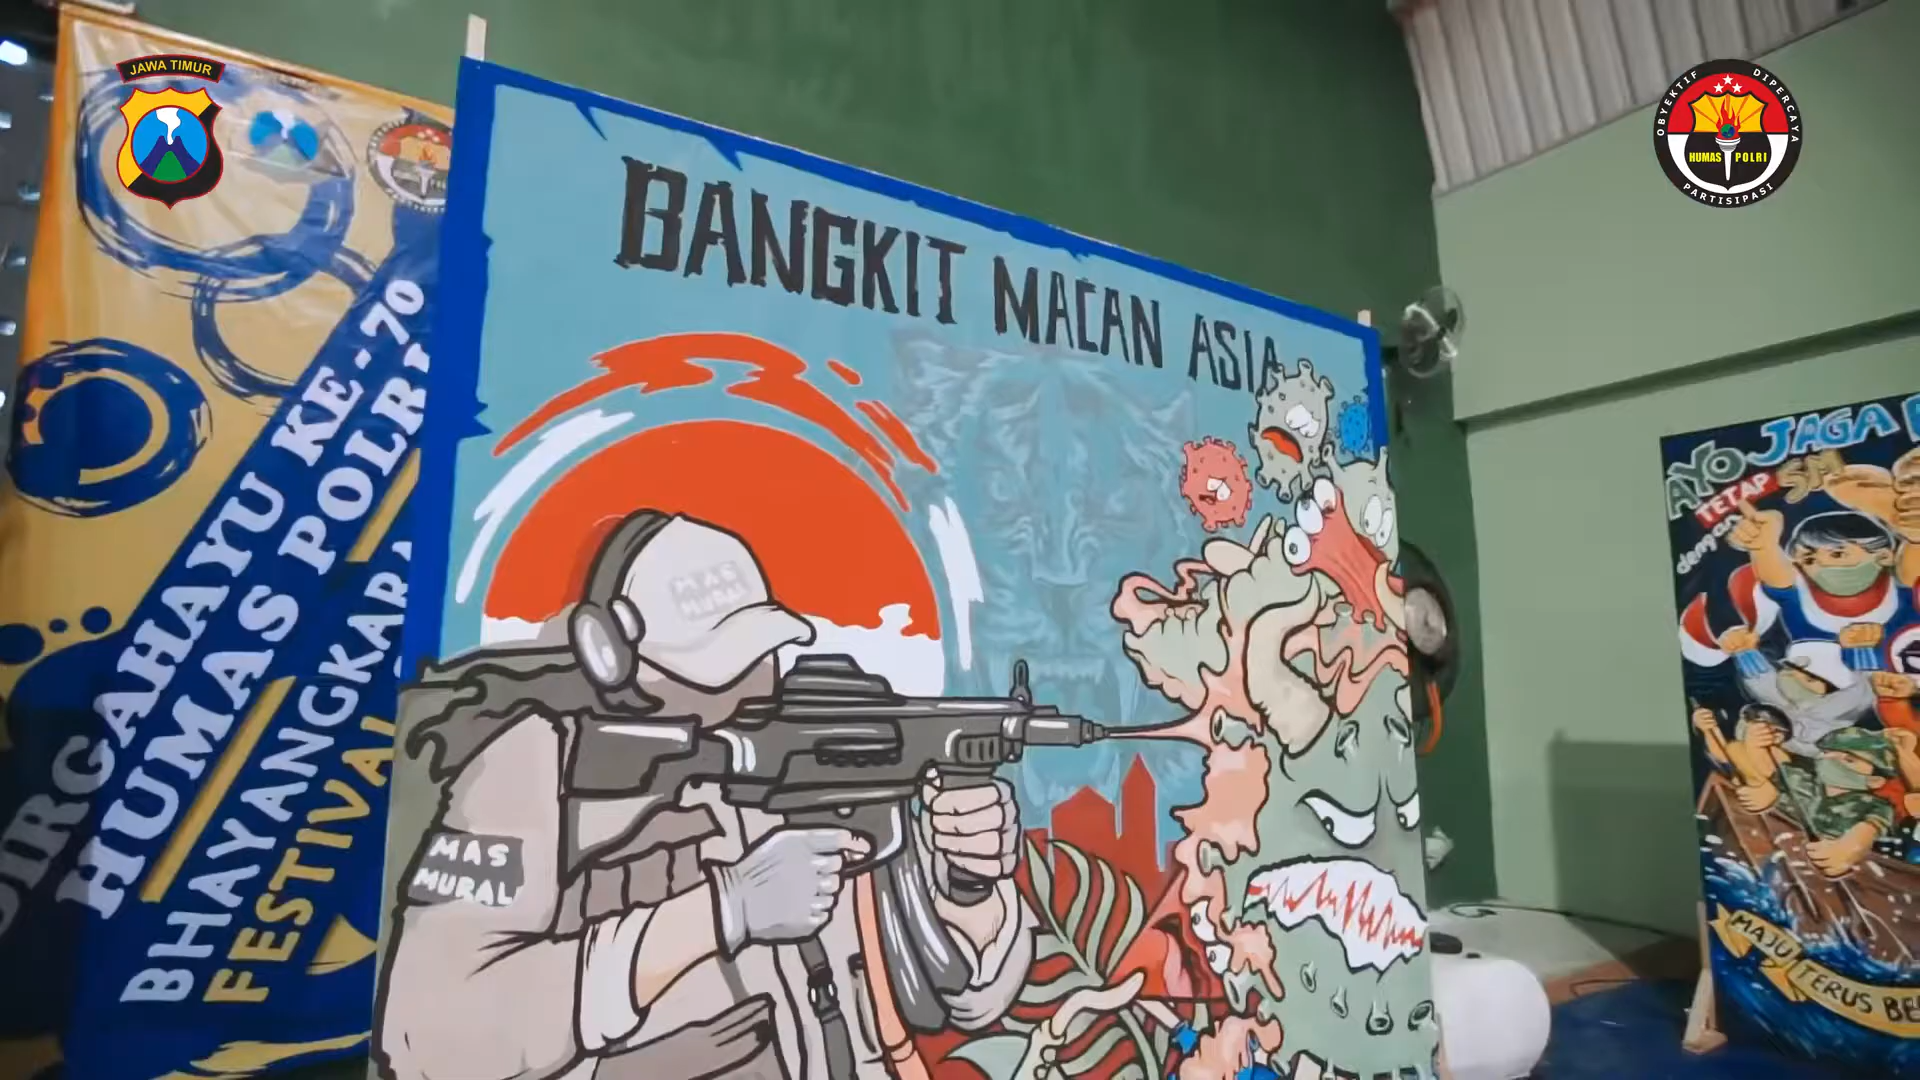 JAWA TIMUR
OBYEKTIF DIPERCAYA
HUMAS POLRI
PARTISIPASI
DIRGAHAYU KE-70
HUMAS POLRI
BHAYANGKARA
FESTIVAL
BANGKIT MACAN ASIA
MAS
MURAL
MAS
MURAL
AYO JAGA
TETAP
demgan
MAJU TERUS